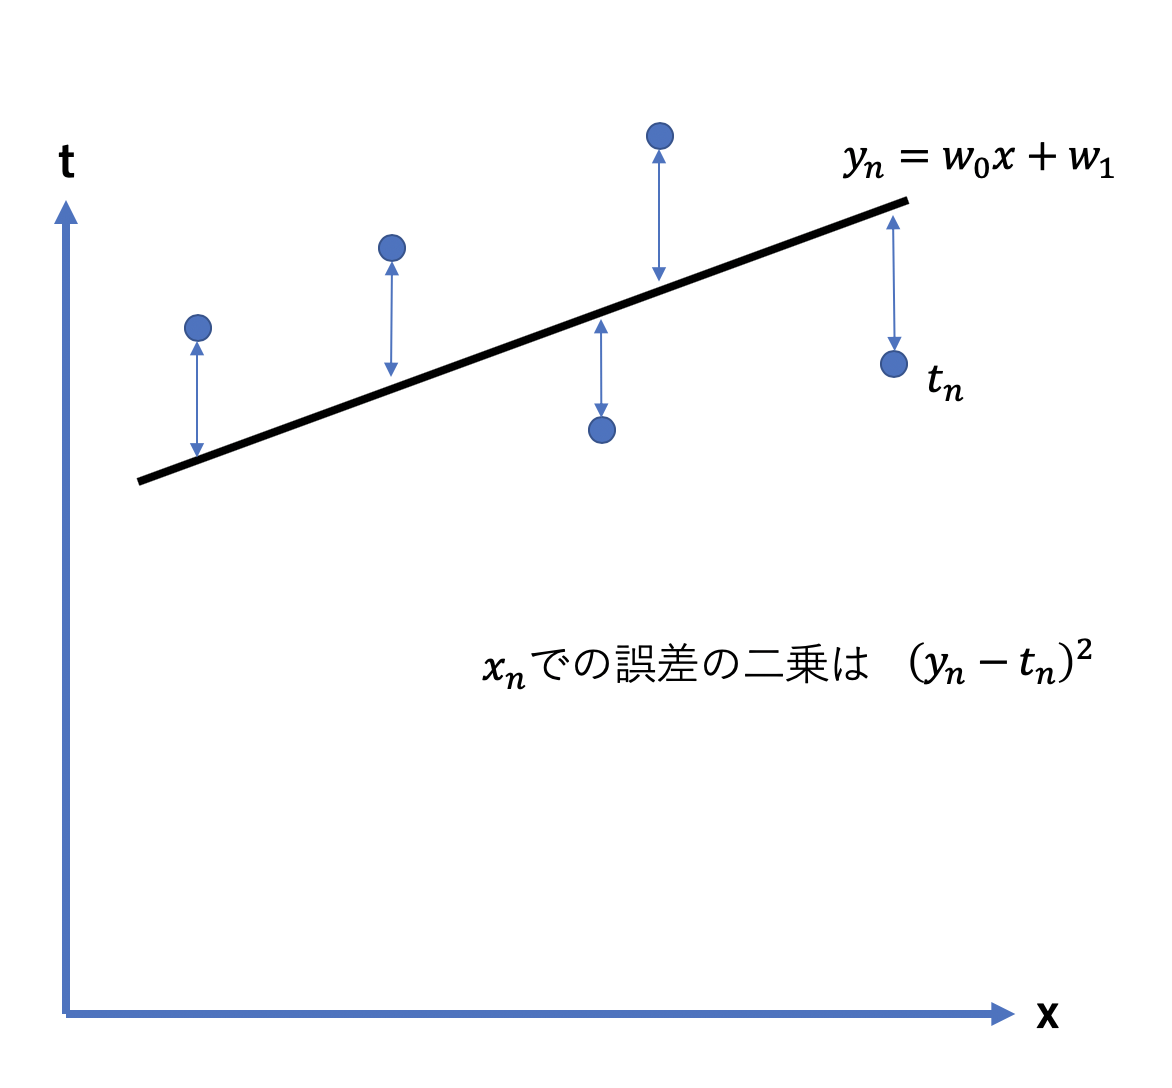 t
yₙ = w₀x + w₁
tₙ
xₙでの誤差の二乗は (yₙ − tₙ)²
x